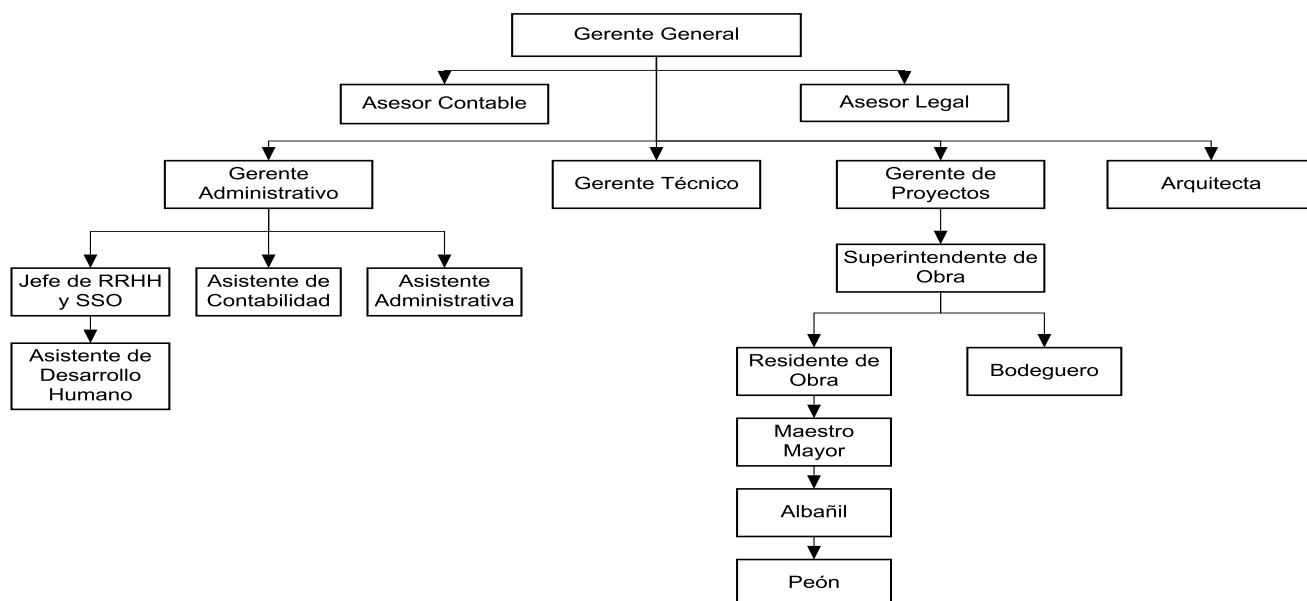 Gerente General
Asesor Contable
Asesor Legal
Gerente
Administrativo
Gerente Técnico
Gerente de
Proyectos
Arquitecta
Jefe de RRHH
y SSO
Asistente de
Contabilidad
Asistente
Administrativa
Superintendente de
Obra
Asistente de
Desarrollo
Humano
Residente de
Obra
Bodeguero
Maestro
Mayor
Albañil
Peón